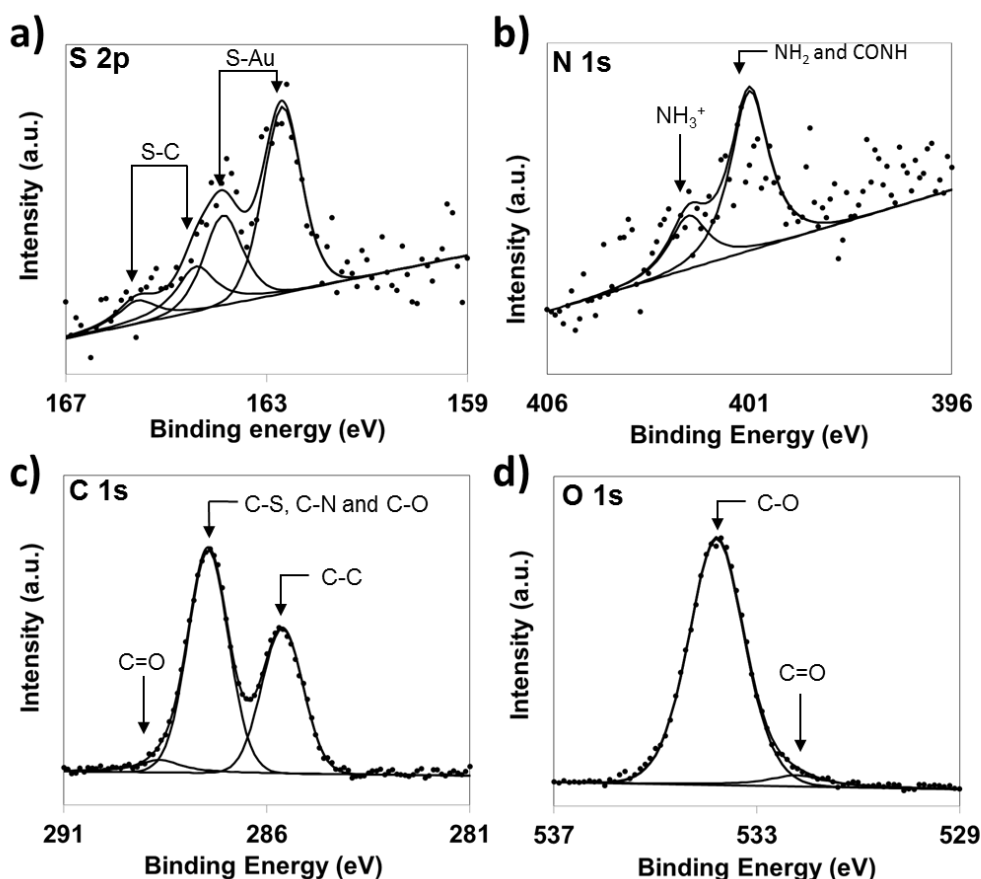 a)
S 2p
S-Au
S-C
Intensity (a.u.)
167
163
159
Binding energy (eV)
b)
N 1s
NH₂ and CONH
NH₃⁺
Intensity (a.u.)
406
401
396
Binding Energy (eV)
c)
C 1s
C-S, C-N and C-O
C-C
C=O
Intensity (a.u.)
291
286
281
Binding Energy (eV)
d)
O 1s
C-O
C=O
Intensity (a.u.)
537
533
529
Binding Energy (eV)